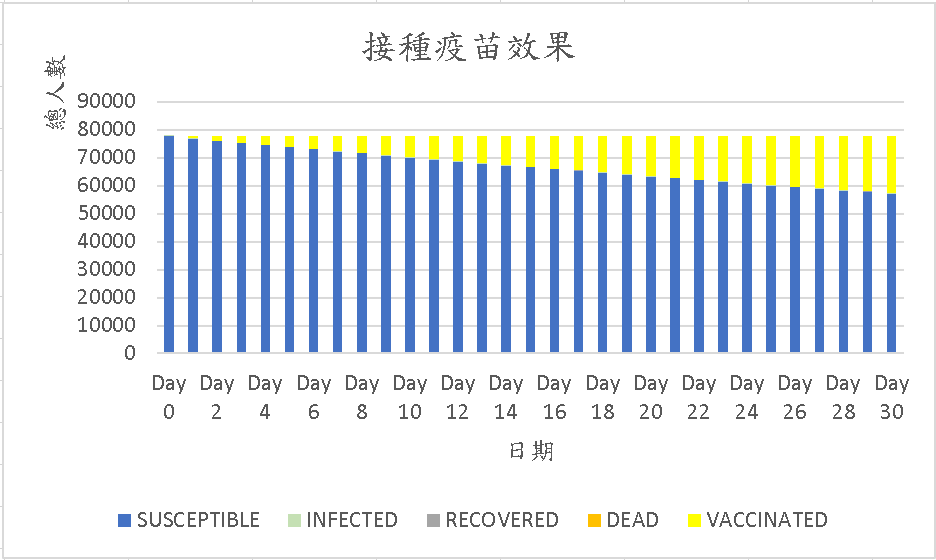 接種疫苗效果
總人數
90000
80000
70000
60000
50000
40000
30000
20000
10000
0
Day Day Day Day Day Day Day Day Day Day Day Day Day Day Day Day
0 2 4 6 8 10 12 14 16 18 20 22 24 26 28 30
日期
SUSCEPTIBLE INFECTED RECOVERED DEAD VACCINATED